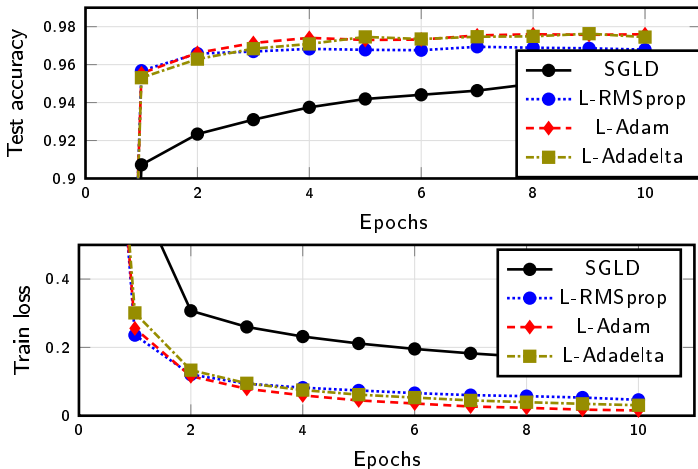 0.98
0.96
0.94
0.92
0.9
Test accuracy
SGLD
L-RMSprop
L-Adam
L-Adadelta
0 2 4 6 8 10
Epochs
0.4
0.2
0
Train loss
SGLD
L-RMSprop
L-Adam
L-Adadelta
0 2 4 6 8 10
Epochs